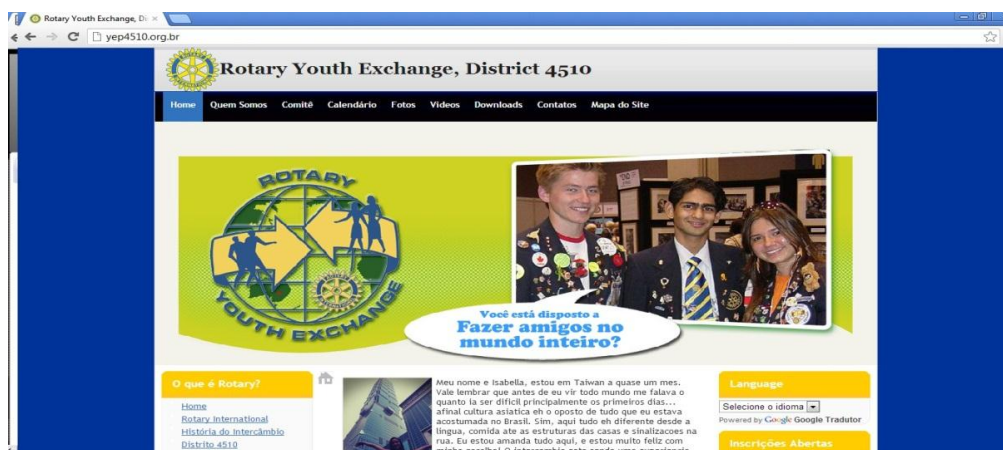 Rotary Youth Exchange, Di
yep4510.org.br
Rotary Youth Exchange, District 4510
Home Quem Somos Comitê Calendário Fotos Videos Downloads Contatos Mapa do Site
ROTARY
YOUTH EXCHANGE
Você está disposto a
Fazer amigos no
mundo inteiro?
O que é Rotary?
Home
Rotary International
História do Intercâmbio
Distrito 4510
Meu nome e Isabella, estou em Taiwan a quase um mes.
Vale lembrar que antes de eu vir todo mundo me falava o
quanto ia ser dificil principalmente os primeiros dias...
afinal cultura asiatica eh o oposto de tudo que eu estava
acostumada no Brasil. Sim, aqui tudo eh diferente desde a
lingua, comida ate as estruturas das casas e sinalizacoes na
rua. Eu estou amanda tudo aqui, e estou muito feliz com
Language
Selecione o idioma
Powered by Google Google Tradutor
Inscrições Abertas